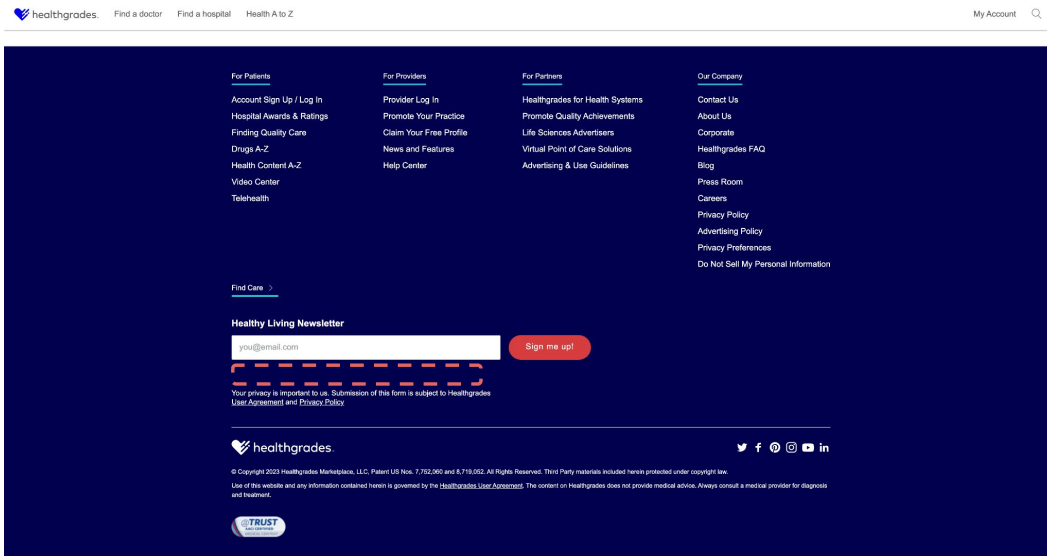 healthgrades. Find a doctor Find a hospital Health A to Z My Account
For Patients
Account Sign Up / Log In
Hospital Awards & Ratings
Finding Quality Care
Drugs A-Z
Health Content A-Z
Video Center
Telehealth
For Providers
Provider Log In
Promote Your Practice
Claim Your Free Profile
News and Features
Help Center
For Partners
Healthgrades for Health Systems
Promote Quality Achievements
Life Sciences Advertisers
Virtual Point of Care Solutions
Advertising & Use Guidelines
Our Company
Contact Us
About Us
Corporate
Healthgrades FAQ
Blog
Press Room
Careers
Privacy Policy
Advertising Policy
Privacy Preferences
Do Not Sell My Personal Information
Find Care >
Healthy Living Newsletter
you@email.com Sign me up!
Your privacy is important to us. Submission of this form is subject to Healthgrades
User Agreement and Privacy Policy
healthgrades.
© Copyright 2023 Healthgrades Marketplace, LLC, Patent US Nos. 7,752,060 and 8,719,052. All Rights Reserved. Third Party materials included herein protected under copyright law.
Use of this website and any information contained herein is governed by the Healthgrades User Agreement. The content on Healthgrades does not provide medical advice. Always consult a medical provider for diagnosis
and treatment.
@TRUST